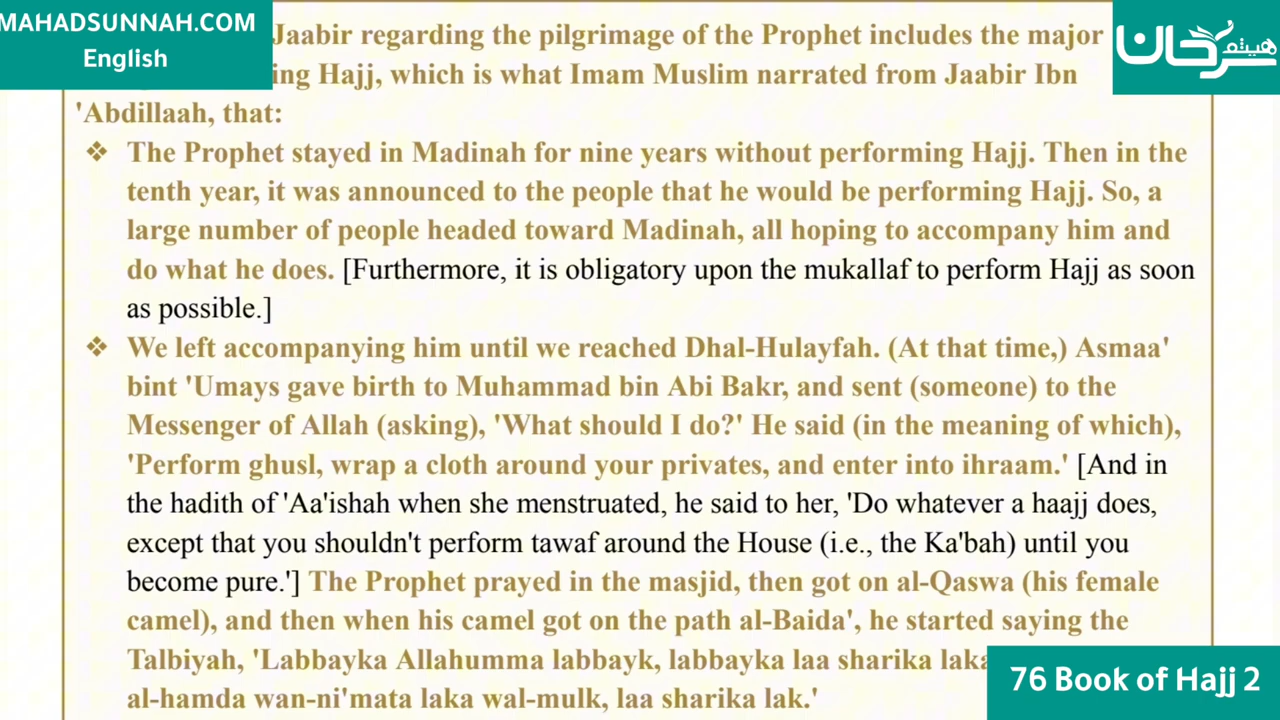 MAHADSUNNAH.COM
English
هيثم سرحان
Jaabir regarding the pilgrimage of the Prophet includes the major
ing Hajj, which is what Imam Muslim narrated from Jaabir Ibn
'Abdillaah, that:
❖ The Prophet stayed in Madinah for nine years without performing Hajj. Then in the
tenth year, it was announced to the people that he would be performing Hajj. So, a
large number of people headed toward Madinah, all hoping to accompany him and
do what he does. [Furthermore, it is obligatory upon the mukallaf to perform Hajj as soon
as possible.]
❖ We left accompanying him until we reached Dhal-Hulayfah. (At that time,) Asmaa'
bint 'Umays gave birth to Muhammad bin Abi Bakr, and sent (someone) to the
Messenger of Allah (asking), 'What should I do?' He said (in the meaning of which),
'Perform ghusl, wrap a cloth around your privates, and enter into ihraam.' [And in
the hadith of 'Aa'ishah when she menstruated, he said to her, 'Do whatever a haajj does,
except that you shouldn't perform tawaf around the House (i.e., the Ka'bah) until you
become pure.'] The Prophet prayed in the masjid, then got on al-Qaswa (his female
camel), and then when his camel got on the path al-Baida', he started saying the
Talbiyah, 'Labbayka Allahumma labbayk, labbayka laa sharika laka
al-hamda wan-ni'mata laka wal-mulk, laa sharika lak.'
76 Book of Hajj 2